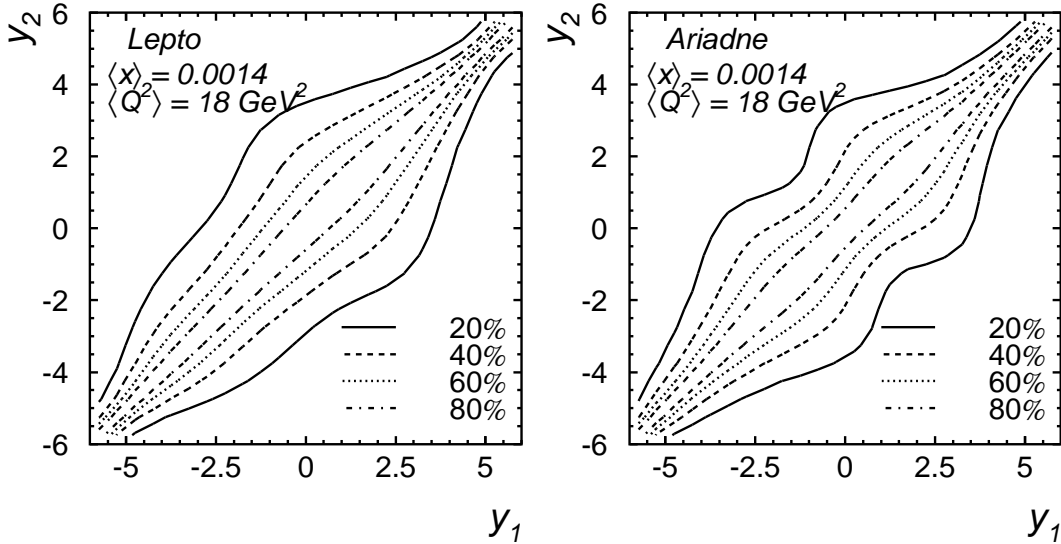 Lepto
⟨x⟩ = 0.0014
⟨Q²⟩ = 18 GeV²
y₂
6
4
2
0
-2
-4
-6
20%
40%
60%
80%
-5 -2.5 0 2.5 5
y₁
Ariadne
⟨x⟩ = 0.0014
⟨Q²⟩ = 18 GeV²
y₂
6
4
2
0
-2
-4
-6
20%
40%
60%
80%
-5 -2.5 0 2.5 5
y₁